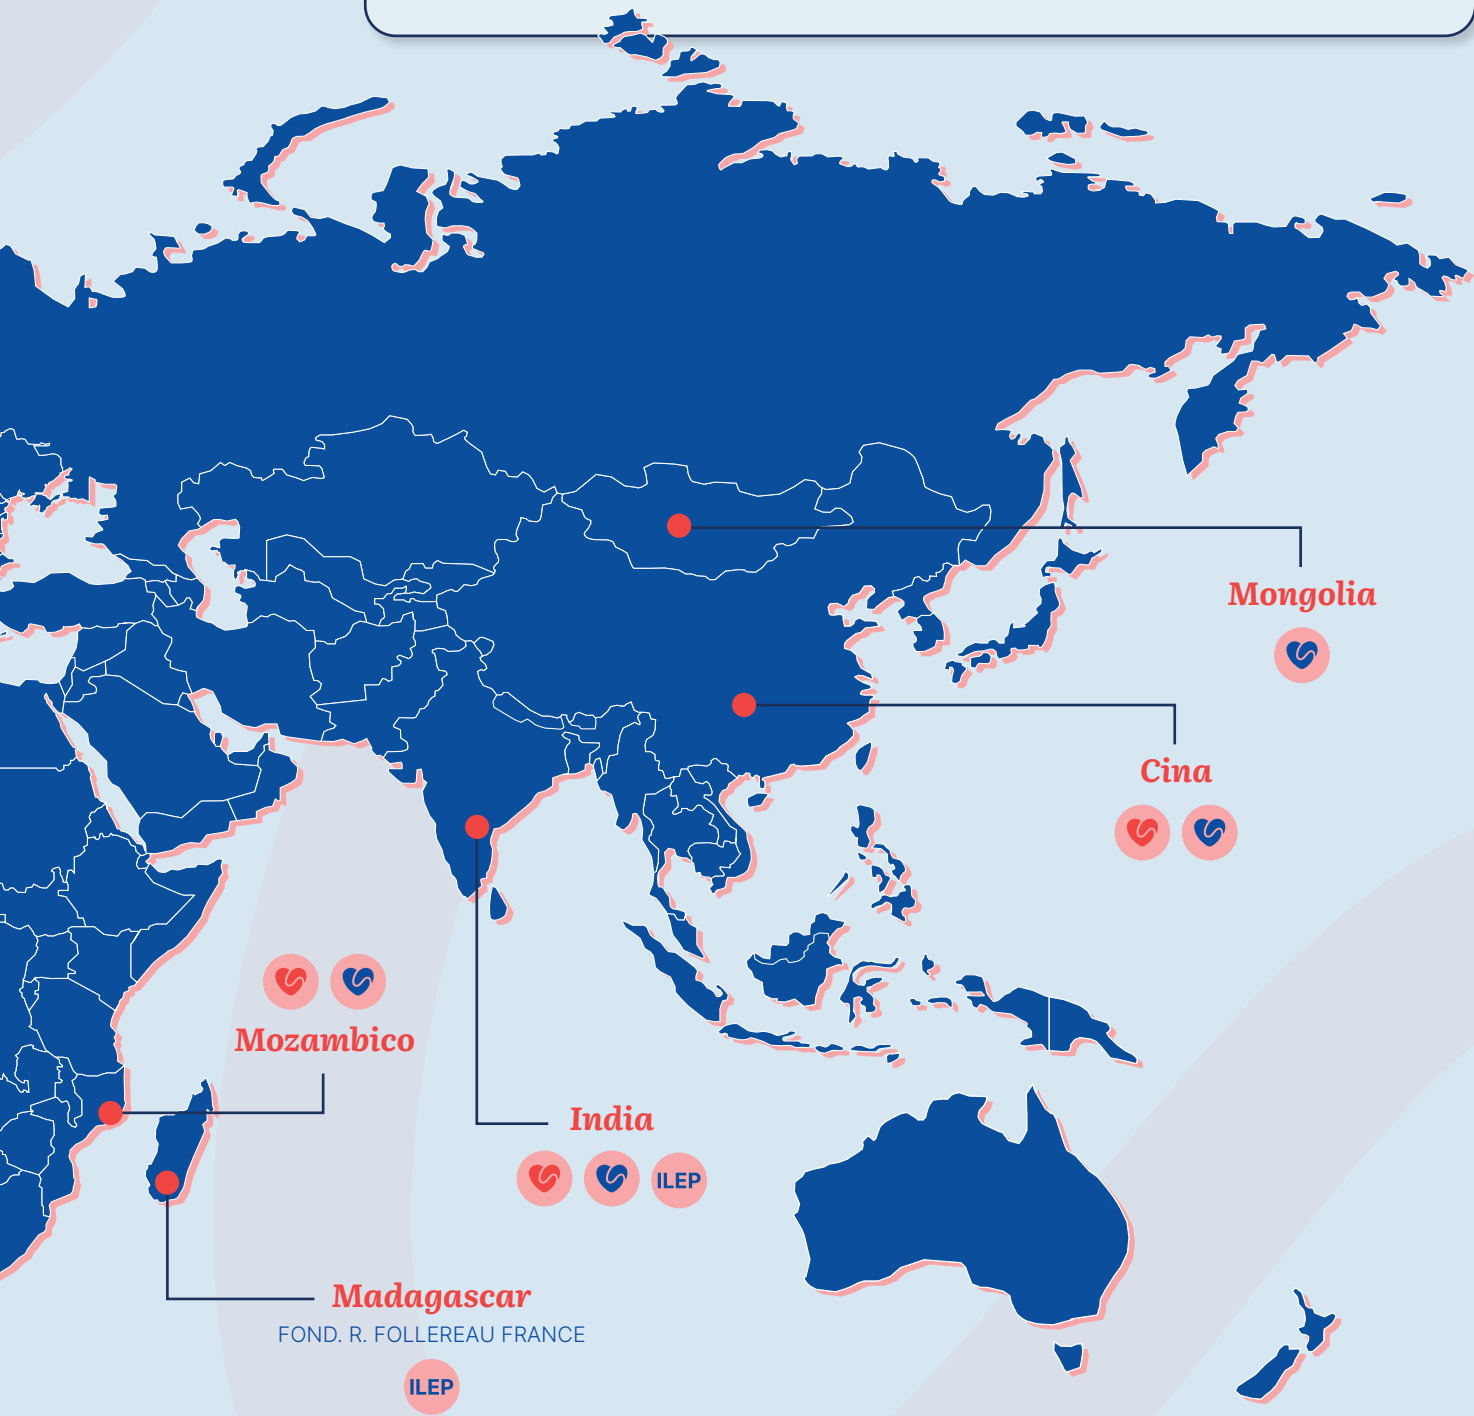 Mongolia
Cina
Mozambico
India
ILEP
Madagascar
FOND. R. FOLLEREAU FRANCE
ILEP